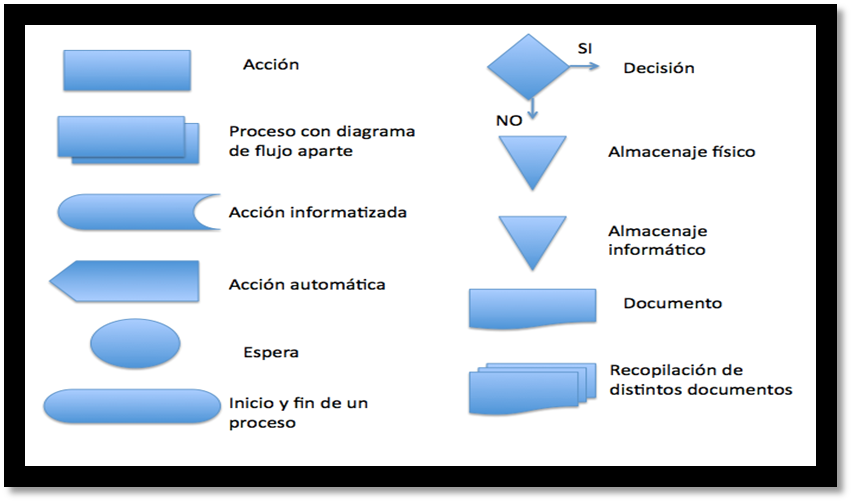 Acción
Proceso con diagrama
de flujo aparte
Acción informatizada
Acción automática
Espera
Inicio y fin de un
proceso
SI
Decisión
NO
Almacenaje físico
Almacenaje
informático
Documento
Recopilación de
distintos documentos